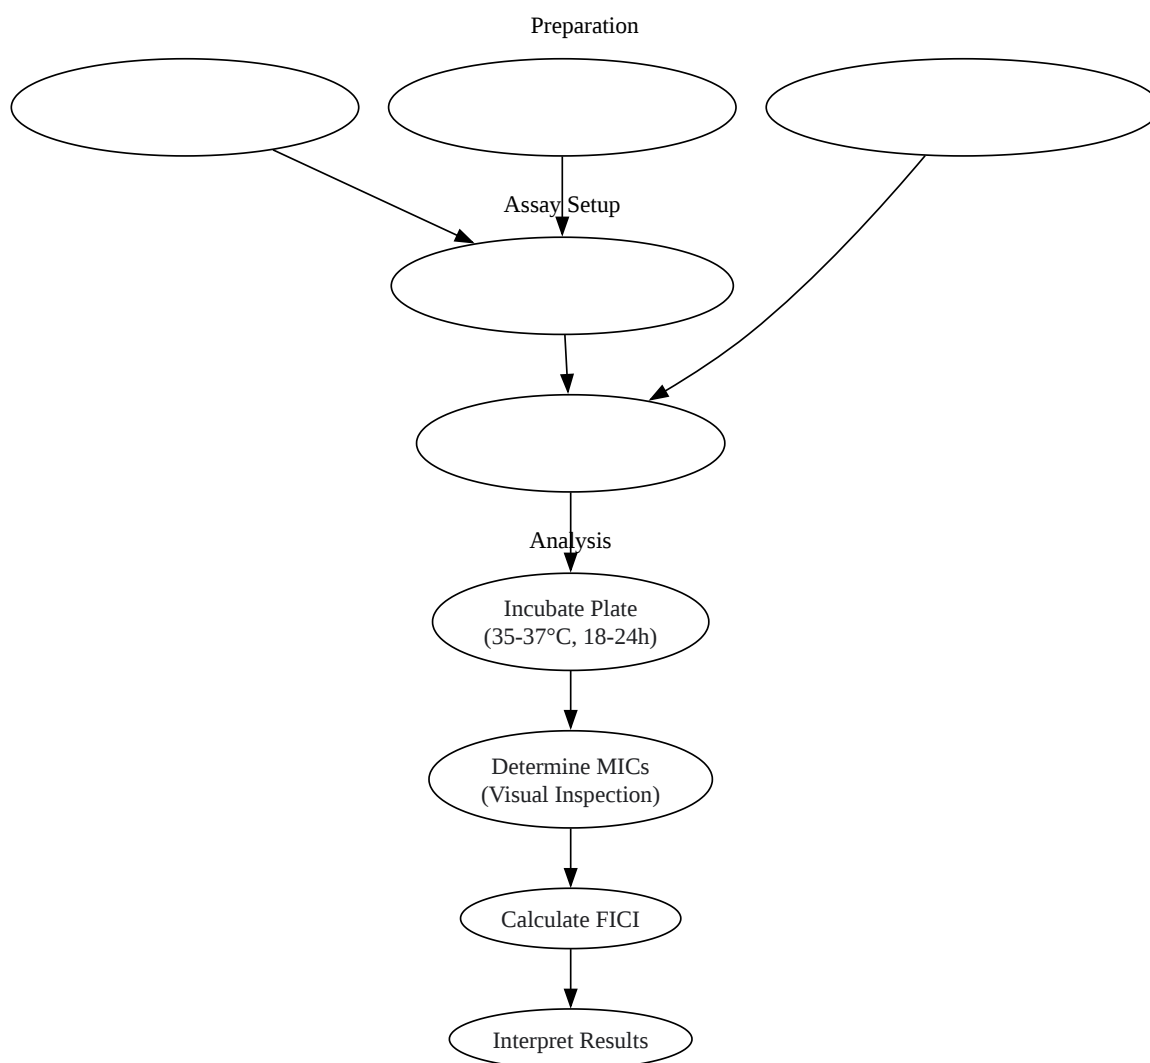 Preparation
Assay Setup
Analysis
Incubate Plate
(35-37°C, 18-24h)
Determine MICs
(Visual Inspection)
Calculate FICI
Interpret Results